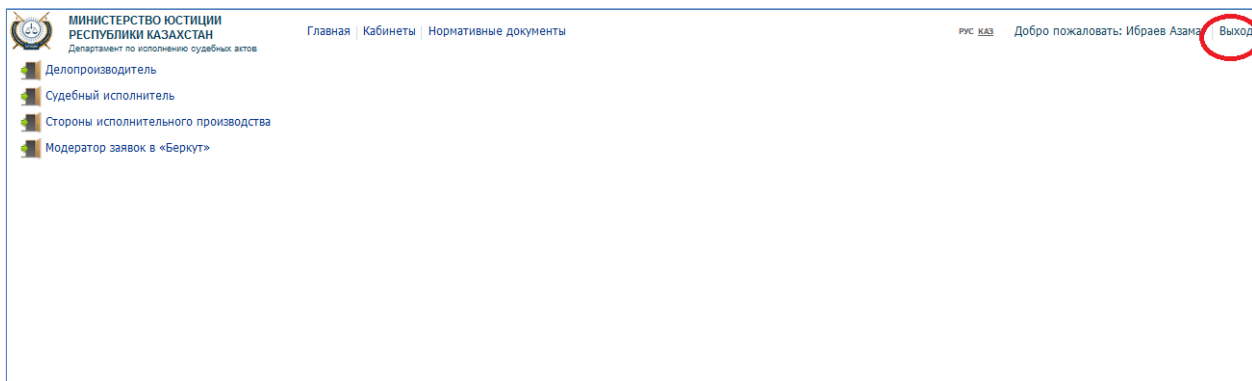 МИНИСТЕРСТВО ЮСТИЦИИ
РЕСПУБЛИКИ КАЗАХСТАН
Департамент по исполнению судебных актов
Главная | Кабинеты | Нормативные документы
РУС КАЗ
Добро пожаловать: Ибраев Азама | Выход
Делопроизводитель
Судебный исполнитель
Стороны исполнительного производства
Модератор заявок в «Беркут»